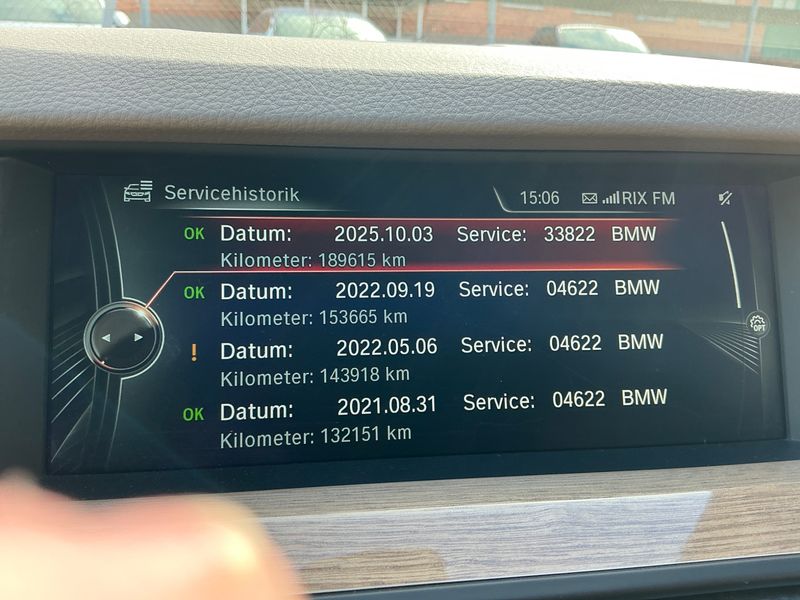 Servicehistorik
15:06 RIX FM
OK Datum: 2025.10.03 Service: 33822 BMW
Kilometer: 189615 km
OK Datum: 2022.09.19 Service: 04622 BMW
Kilometer: 153665 km
! Datum: 2022.05.06 Service: 04622 BMW
Kilometer: 143918 km
OK Datum: 2021.08.31 Service: 04622 BMW
Kilometer: 132151 km
OPT